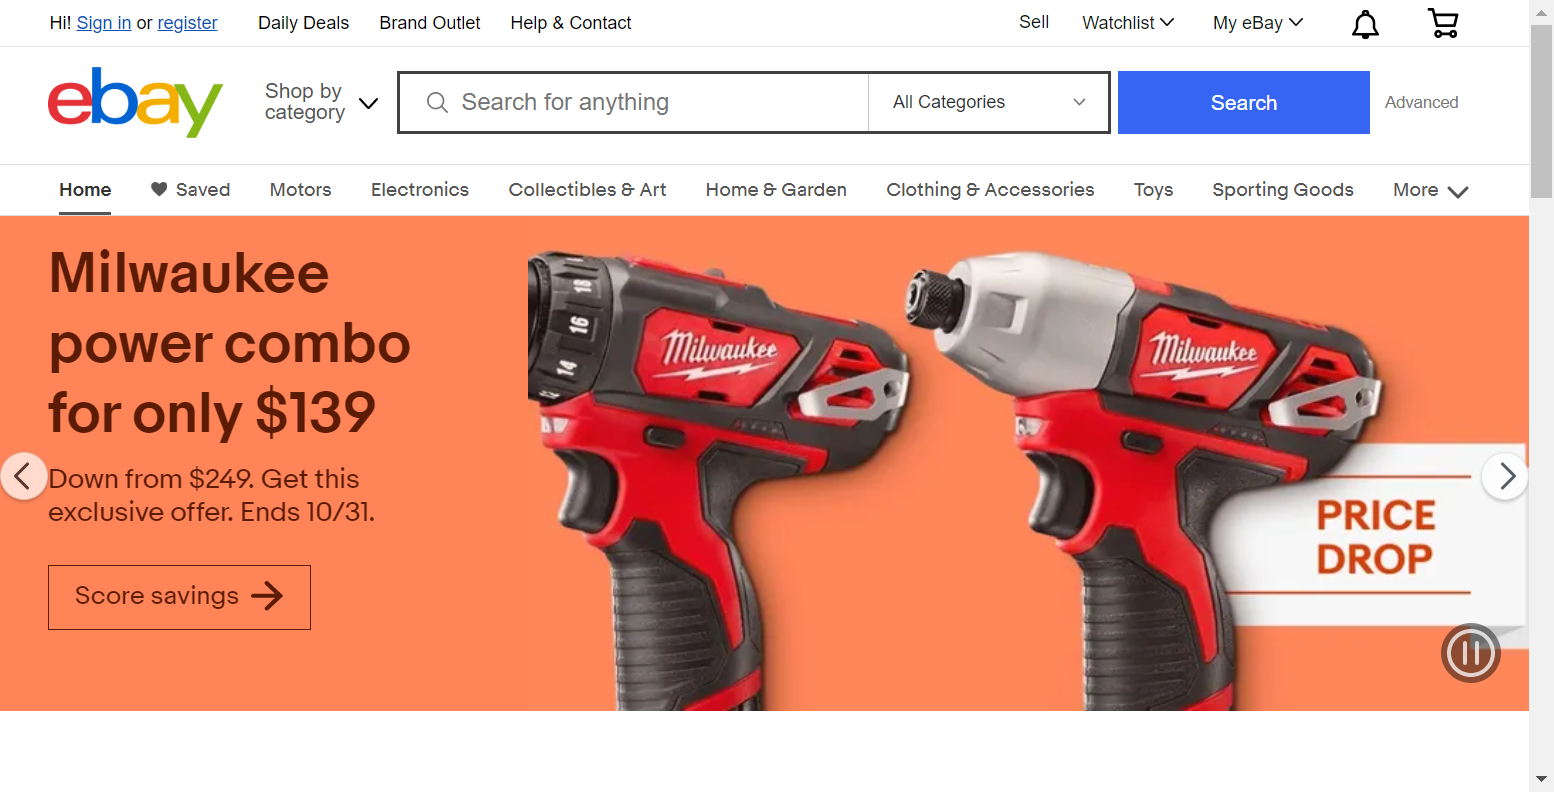 Hi! Sign in or register Daily Deals Brand Outlet Help & Contact Sell Watchlist My eBay
ebay
Shop by
category
Search for anything All Categories Search Advanced
Home Saved Motors Electronics Collectibles & Art Home & Garden Clothing & Accessories Toys Sporting Goods More
Milwaukee
power combo
for only $139
Down from $249. Get this
exclusive offer. Ends 10/31.
Score savings
18
16
14
Milwaukee
Milwaukee
PRICE
DROP